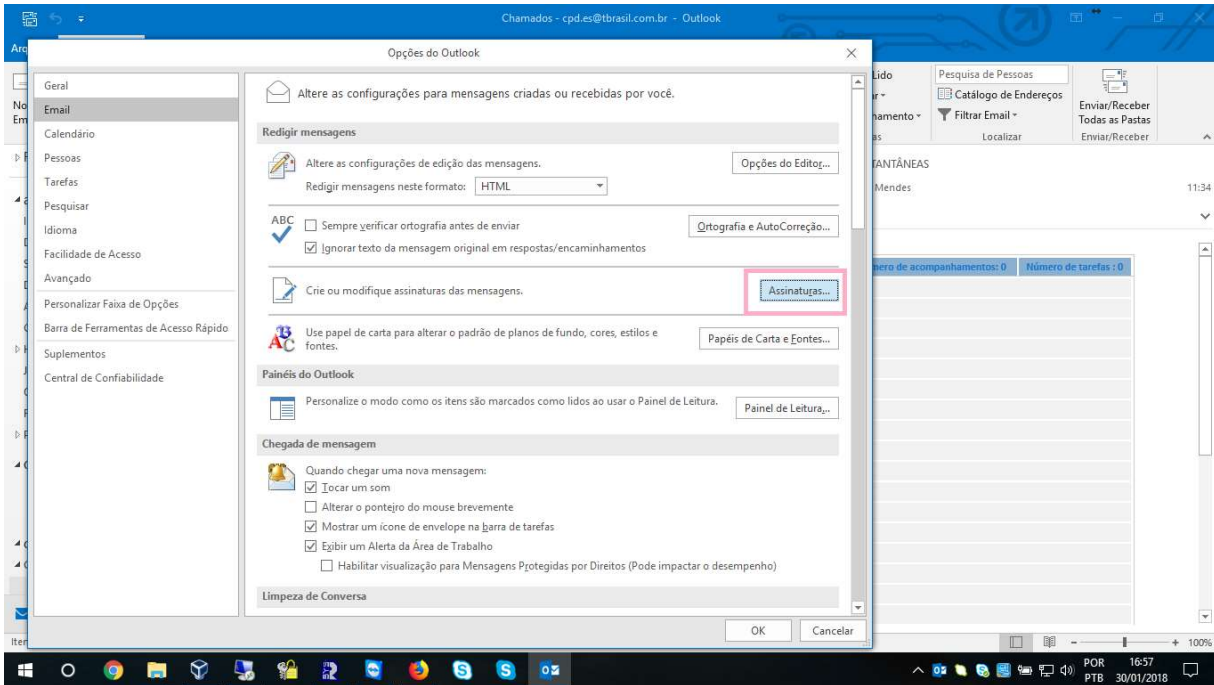 Chamados - cpd.es@tbrasil.com.br - Outlook
Opções do Outlook
Geral
Email
Calendário
Pessoas
Tarefas
Pesquisar
Idioma
Facilidade de Acesso
Avançado
Personalizar Faixa de Opções
Barra de Ferramentas de Acesso Rápido
Suplementos
Central de Confiabilidade
Altere as configurações para mensagens criadas ou recebidas por você.
Redigir mensagens
Altere as configurações de edição das mensagens.
Opções do Editor...
Redigir mensagens neste formato: HTML
ABC
Sempre verificar ortografia antes de enviar
Ortografia e AutoCorreção...
Ignorar texto da mensagem original em respostas/encaminhamentos
Crie ou modifique assinaturas das mensagens.
Assinaturas...
Use papel de carta para alterar o padrão de planos de fundo, cores, estilos e
fontes.
Papéis de Carta e Fontes...
Painéis do Outlook
Personalize o modo como os itens são marcados como lidos ao usar o Painel de Leitura.
Painel de Leitura...
Chegada de mensagem
Quando chegar uma nova mensagem:
Tocar um som
Alterar o ponteiro do mouse brevemente
Mostrar um ícone de envelope na barra de tarefas
Exibir um Alerta da Área de Trabalho
Habilitar visualização para Mensagens Protegidas por Direitos (Pode impactar o desempenho)
Limpeza de Conversa
OK
Cancelar
Lido
Pesquisa de Pessoas
Catálogo de Endereços
Filtrar Email
Localizar
Enviar/Receber
Todas as Pastas
Enviar/Receber
Mendes
11:34
Número de tarefas : 0
de acompanhamentos: 0
100%
POR
PTB
16:57
30/01/2018